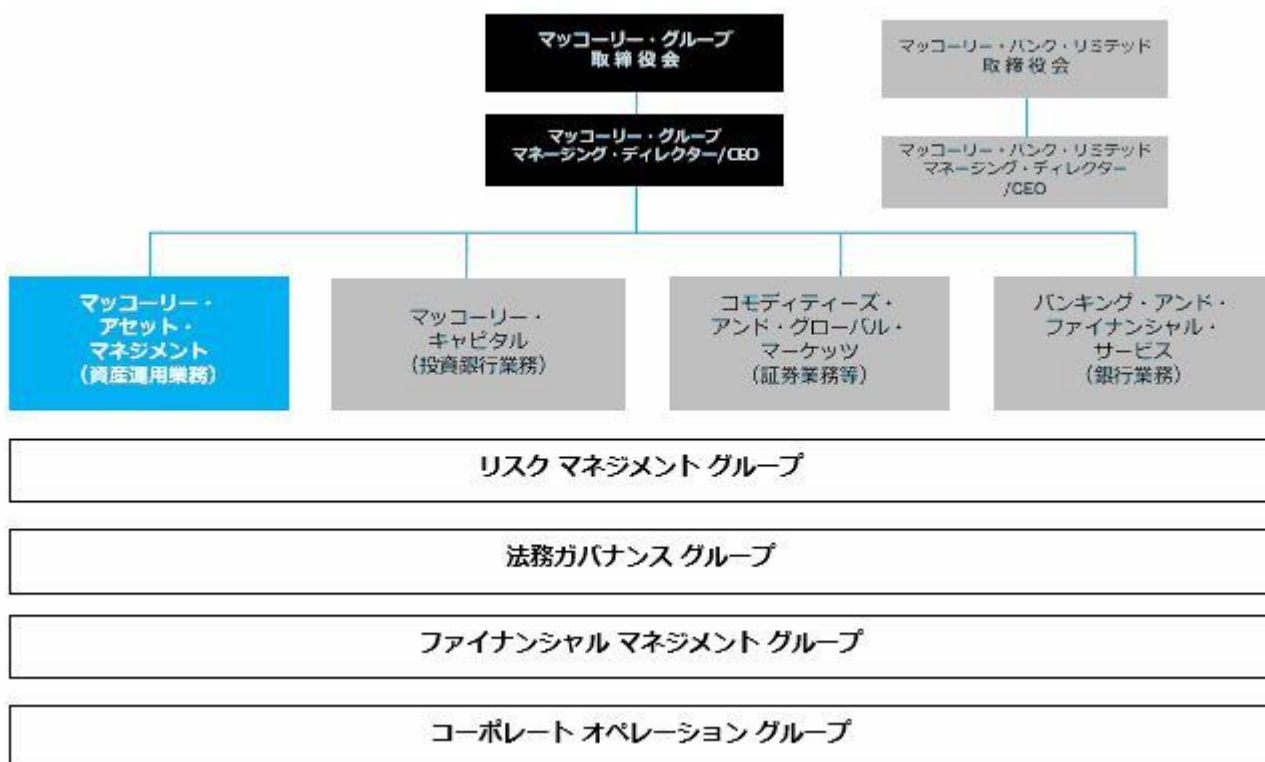 マッコーリー・グループ
取締役会
マッコーリー・バンク・リミテッド
取締役会
マッコーリー・グループ
マネージング・ディレクター/CEO
マッコーリー・バンク・リミテッド
マネージング・ディレクター
/CEO
マッコーリー・
アセット・
マネジメント
(資産運用業務)
マッコーリー・
キャピタル
(投資銀行業務)
コモディティーズ・
アンド・グローバル・
マーケッツ
(証券業務等)
バンキング・アンド・
ファイナンシャル・
サービス
(銀行業務)
リスク マネジメント グループ
法務ガバナンス グループ
ファイナンシャル マネジメント グループ
コーポレート オペレーション グループ